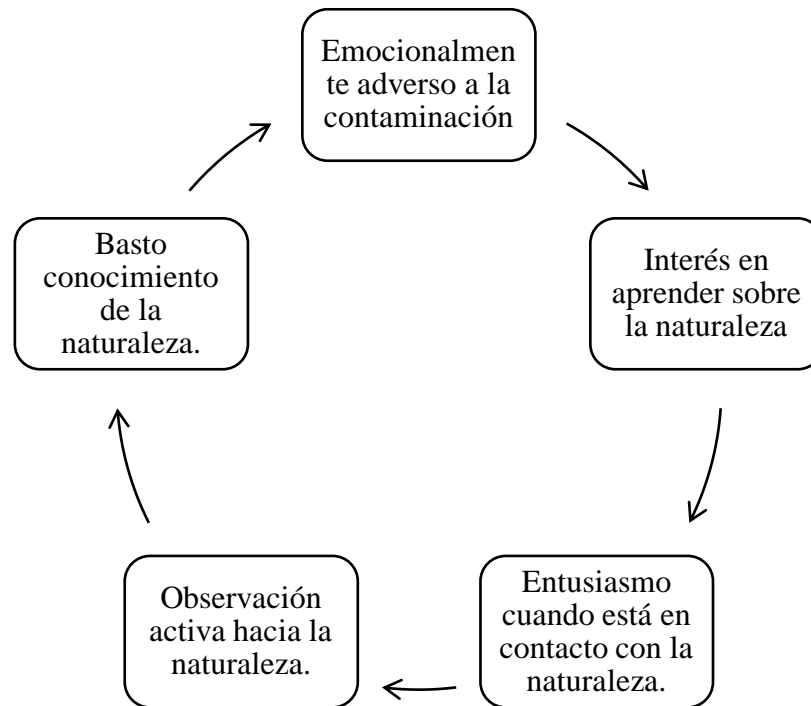 Emocionalmen
te adverso a la
contaminación
Interés en
aprender sobre
la naturaleza
Entusiasmo
cuando está en
contacto con la
naturaleza.
Observación
activa hacia la
naturaleza.
Basto
conocimiento
de la
naturaleza.